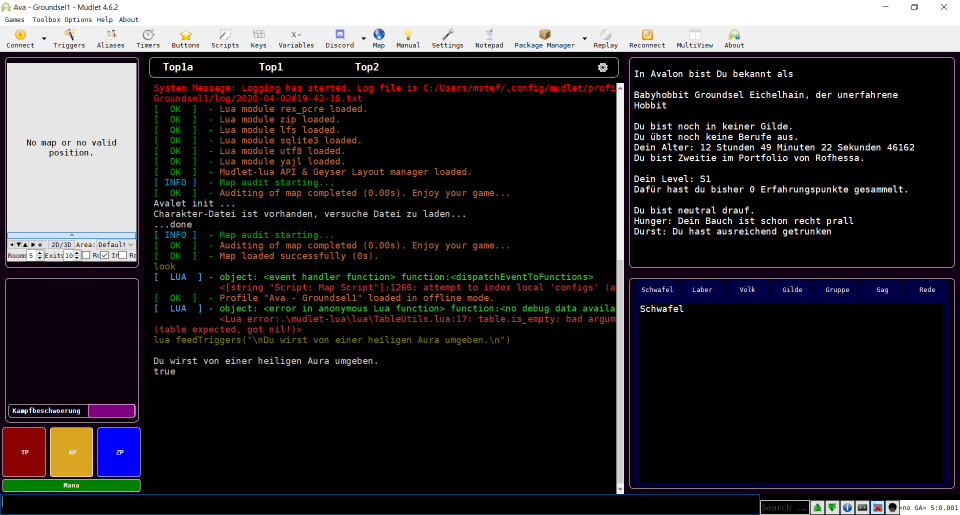 Ava - Groundsel1 - Mudlet 4.6.2
Games Toolbox Options Help About
Connect Triggers Aliases Timers Buttons Scripts Keys Variables Discord Map Manual Settings Notepad Package Manager Replay Reconnect MultiView About
No map or no valid
position.
2D/3D Area: Default
Rooms 5 Exits 10 Ro In Ro
Kampfbeschwoerung
TP AP ZP
Mana
Top1a Top1 Top2
System Message: Logging has started. Log file is C:/Users/mstef/.config/mudlet/profi
Groundsel1/log/2020-04-02#19-42-18.txt
[ OK ] - Lua module rex_pcre loaded.
[ OK ] - Lua module zip loaded.
[ OK ] - Lua module lfs loaded.
[ OK ] - Lua module sqlite3 loaded.
[ OK ] - Lua module utf8 loaded.
[ OK ] - Lua module yajl loaded.
[ OK ] - Mudlet-lua API & Geyser Layout manager loaded.
[ INFO ] - Map audit starting...
[ OK ] - Auditing of map completed (0.00s). Enjoy your game...
Avalet init ...
Charakter-Datei ist vorhanden, versuche Datei zu laden...
...done
[ INFO ] - Map audit starting...
[ OK ] - Auditing of map completed (0.00s). Enjoy your game...
[ OK ] - Map loaded successfully (0s).
look
[ LUA ] - object: <event handler function> function:<dispatchEventToFunctions>
<[string "Script: Map Script"]:1266: attempt to index local 'configs' (a
[ OK ] - Profile "Ava - Groundsel1" loaded in offline mode.
[ LUA ] - object: <error in anonymous Lua function> function:<no debug data availa
<Lua error:.\mudlet-lua\lua\TableUtils.lua:17: table.is_empty: bad argum
(table expected, got nil!)>
lua feedTriggers("\nDu wirst von einer heiligen Aura umgeben.\n")
Du wirst von einer heiligen Aura umgeben.
true
In Avalon bist Du bekannt als
Babyhobbit Groundsel Eichelhain, der unerfahrene
Hobbit
Du bist noch in keiner Gilde.
Du übst noch keine Berufe aus.
Dein Alter: 12 Stunden 49 Minuten 22 Sekunden 46162
Du bist Zweitie im Portfolio von Rofhessa.
Dein Level: S1
Dafür hast du bisher 0 Erfahrungspunkte gesammelt.
Du bist neutral drauf.
Hunger: Dein Bauch ist schon recht prall
Durst: Du hast ausreichend getrunken
Schwafel Laber Volk Gilde Gruppe Sag Rede
Schwafel
Search ...
<no GA> S:0.001